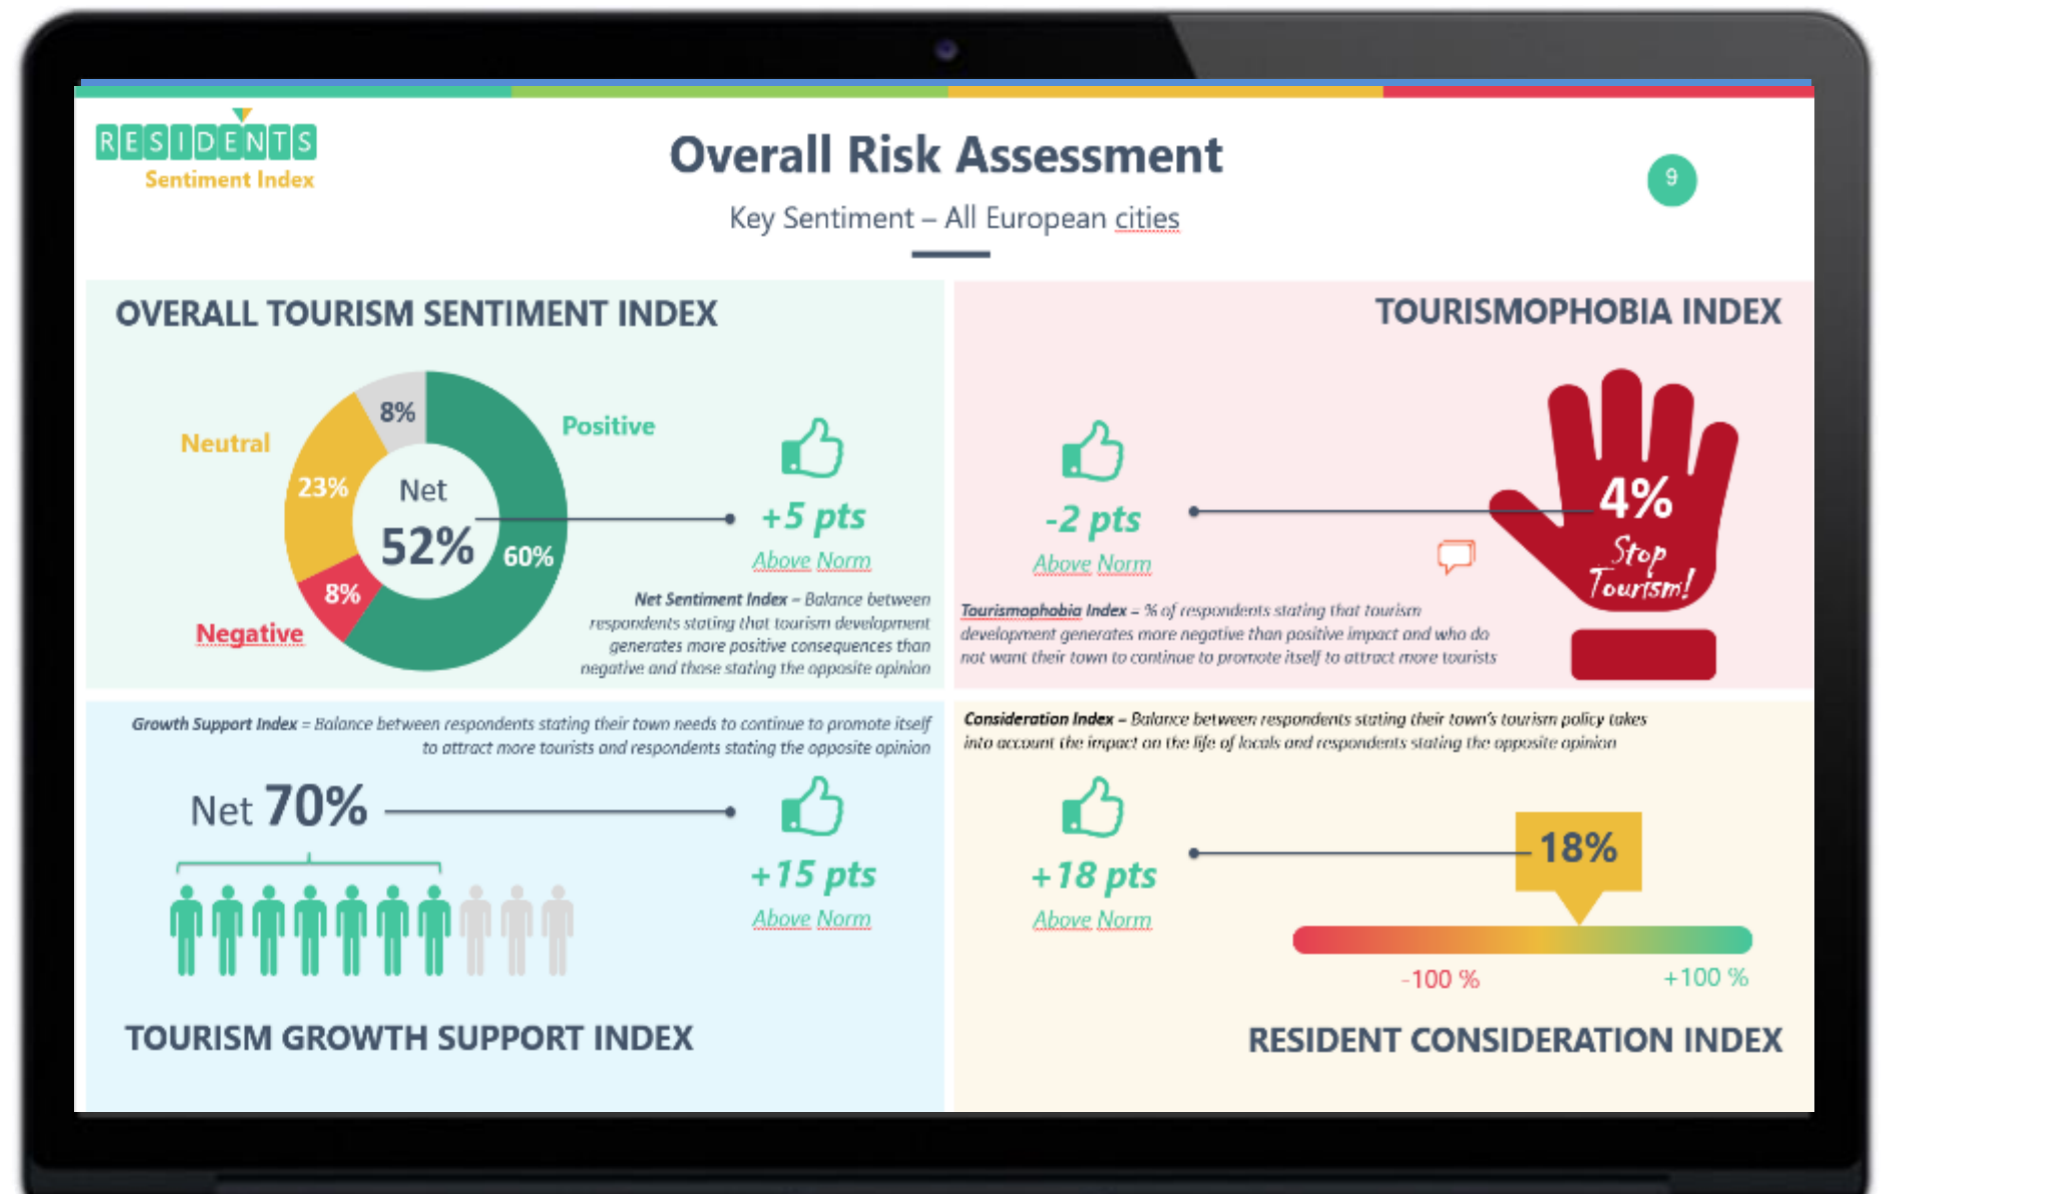 RESIDENTS
Sentiment Index
Overall Risk Assessment
Key Sentiment – All European cities
9
OVERALL TOURISM SENTIMENT INDEX
8%
Neutral
Positive
23%
Net
52%
60%
8%
Negative
+5 pts
Above Norm
Net Sentiment Index – Balance between
respondents stating that tourism development
generates more positive consequences than
negative and those stating the opposite opinion
TOURISMOPHOBIA INDEX
-2 pts
Above Norm
4%
Stop
Tourism!
Tourismophobia Index – % of respondents stating that tourism
development generates more negative than positive impact and who do
not want their town to continue to promote itself to attract more tourists
Growth Support Index = Balance between respondents stating their town needs to continue to promote itself
to attract more tourists and respondents stating the opposite opinion
Net 70%
+15 pts
Above Norm
TOURISM GROWTH SUPPORT INDEX
Consideration Index – Balance between respondents stating their town's tourism policy takes
into account the impact on the life of locals and respondents stating the opposite opinion
+18 pts
Above Norm
18%
-100 %
+100 %
RESIDENT CONSIDERATION INDEX